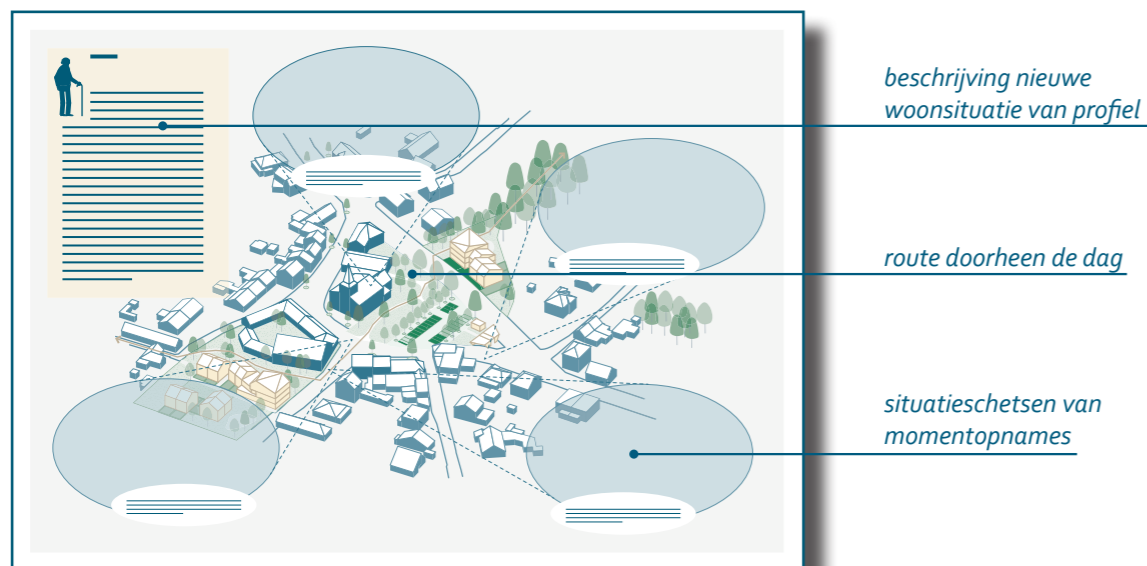 beschrijving nieuwe
woonsituatie van profiel
route doorheen de dag
situatieschetsen van
momentopnames